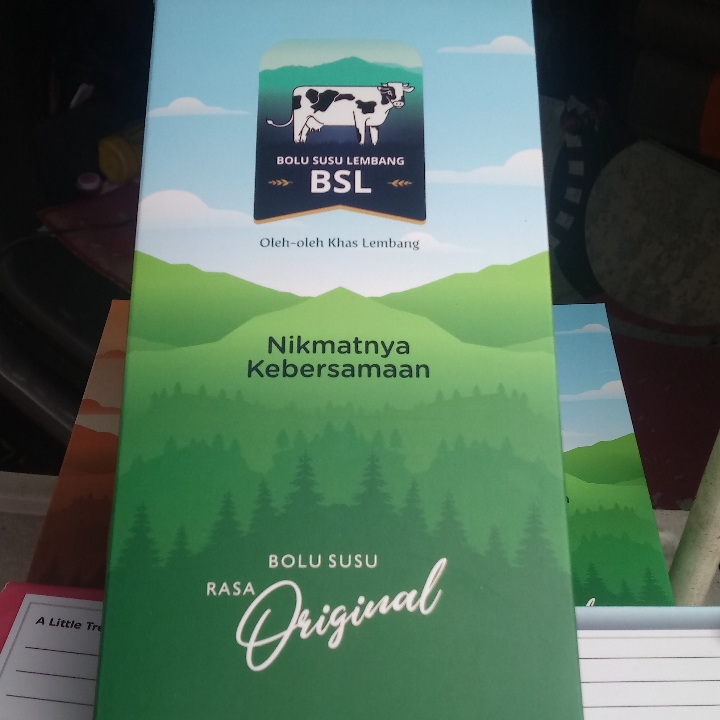 BOLU SUSU LEMBANG
BSL
Oleh-oleh Khas Lembang
Nikmatnya
Kebersamaan
BOLU SUSU
RASA Original
A Little